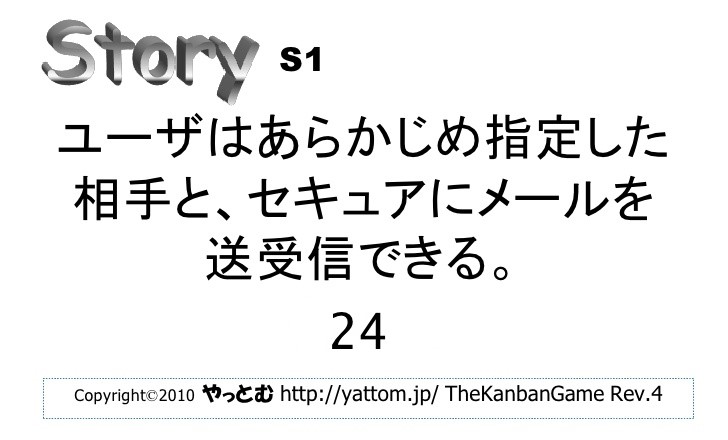 Story S1
ユーザはあらかじめ指定した
相手と、セキュアにメールを
送受信できる。
24
Copyright©2010 やっとむ http://yattom.jp/ TheKanbanGame Rev.4